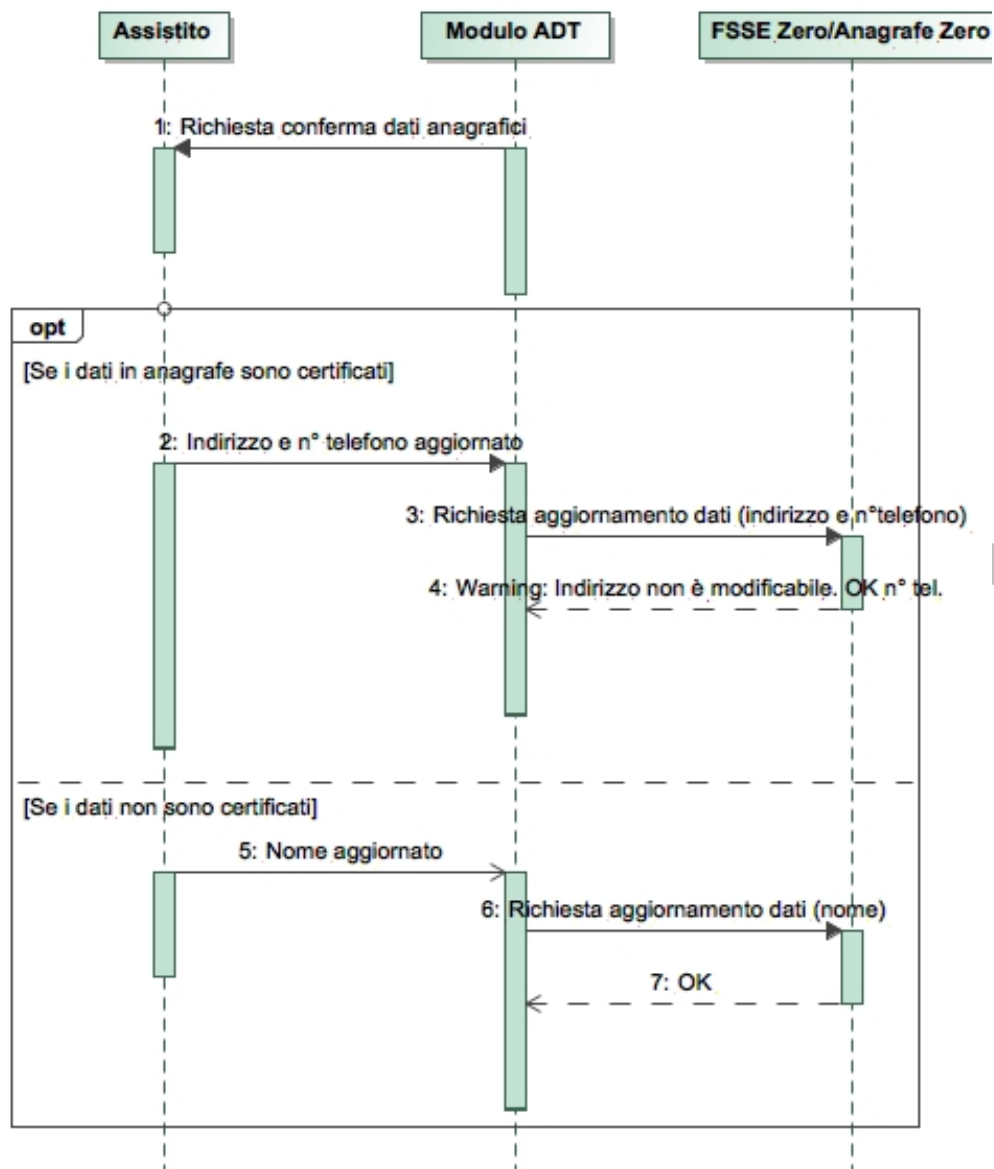 Assistito
Modulo ADT
FSSE Zero/Anagrafe Zero
1: Richiesta conferma dati anagrafici
opt
[Se i dati in anagrafe sono certificati]
2: Indirizzo e n° telefono aggiornato
3: Richiesta aggiornamento dati (indirizzo e n°telefono)
4: Warning: Indirizzo non è modificabile. OK n° tel.
[Se i dati non sono certificati]
5: Nome aggiornato
6: Richiesta aggiornamento dati (nome)
7: OK